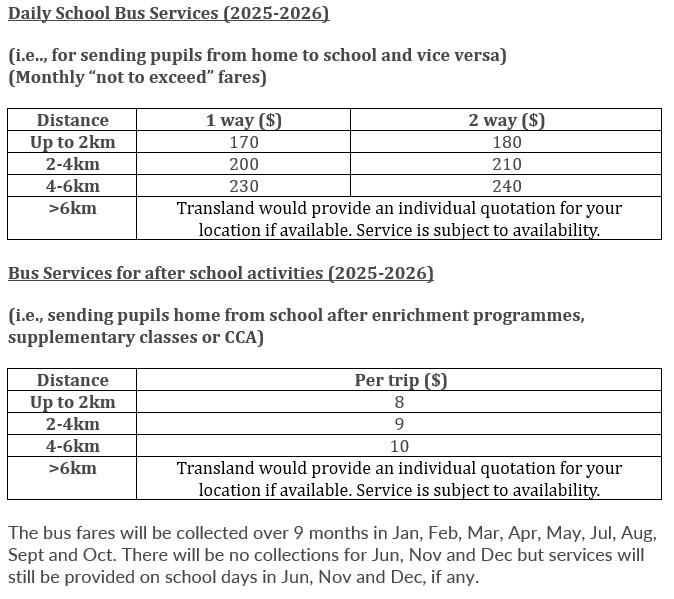 Daily School Bus Services (2025-2026)
(i.e.., for sending pupils from home to school and vice versa)
(Monthly “not to exceed” fares)
Distance 1 way ($) 2 way ($)
Up to 2km 170 180
2-4km 200 210
4-6km 230 240
>6km Transland would provide an individual quotation for your
location if available. Service is subject to availability.
Bus Services for after school activities (2025-2026)
(i.e., sending pupils home from school after enrichment programmes,
supplementary classes or CCA)
Distance Per trip ($)
Up to 2km 8
2-4km 9
4-6km 10
>6km Transland would provide an individual quotation for your
location if available. Service is subject to availability.
The bus fares will be collected over 9 months in Jan, Feb, Mar, Apr, May, Jul, Aug,
Sept and Oct. There will be no collections for Jun, Nov and Dec but services will
still be provided on school days in Jun, Nov and Dec, if any.